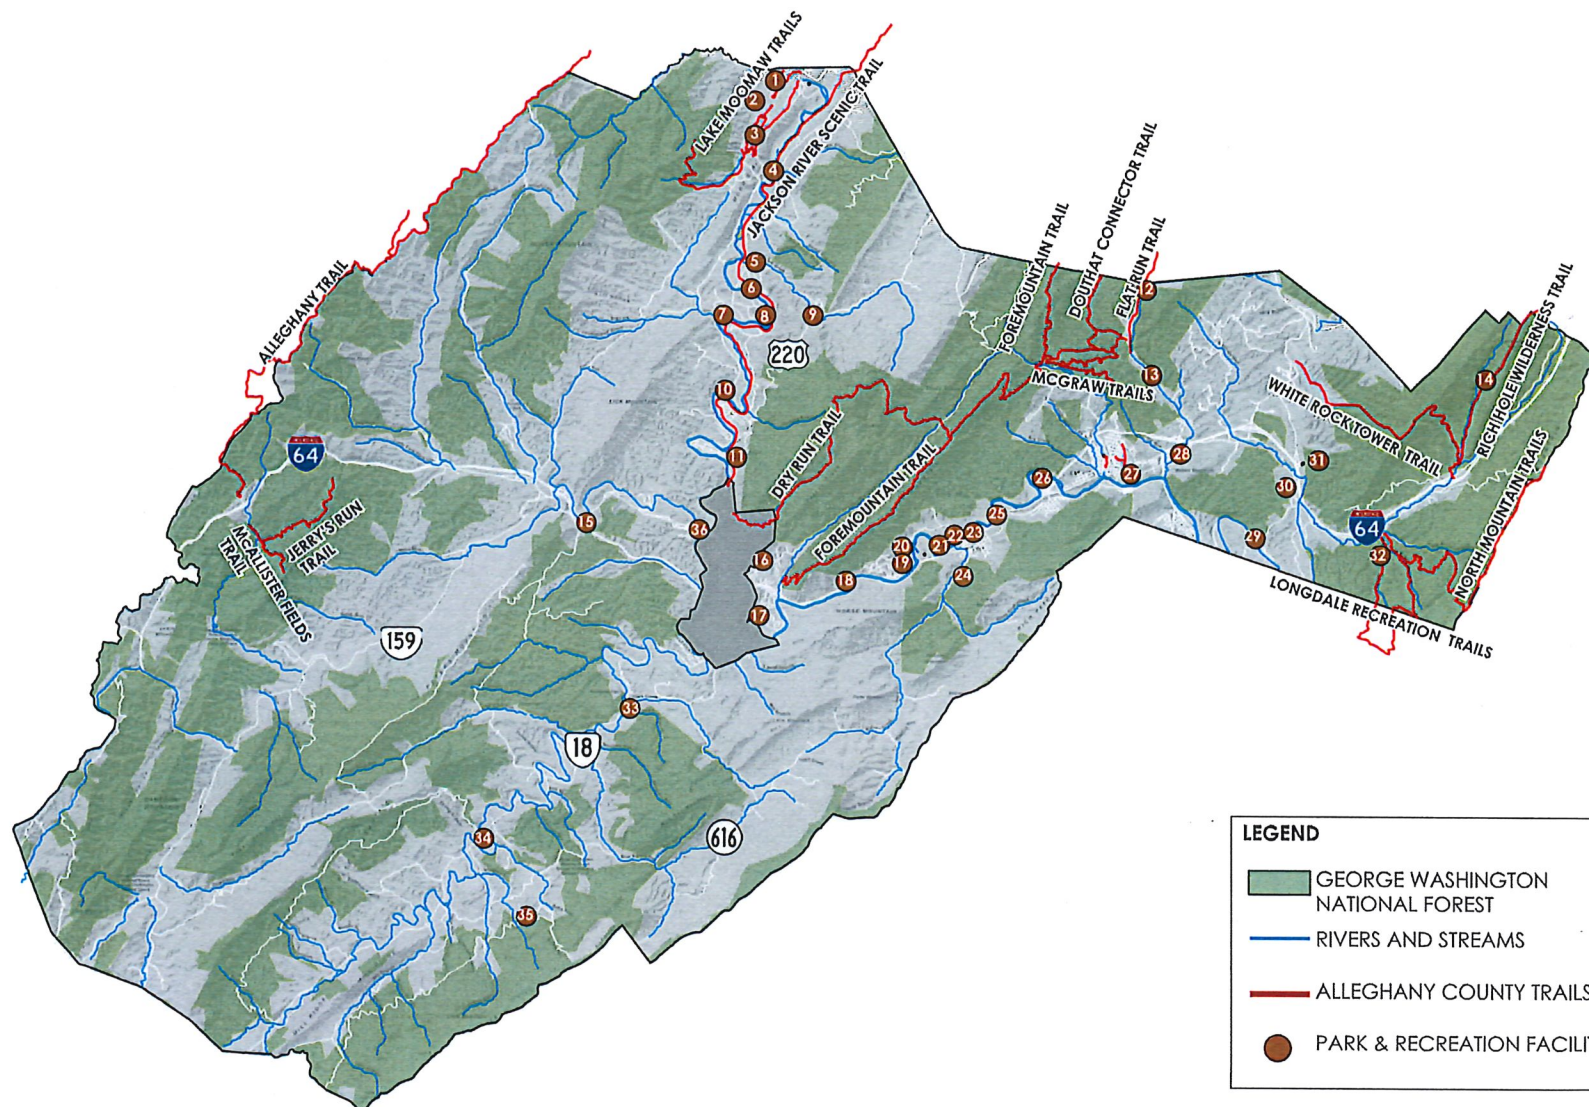 LAKE MOOMAW TRAILS
JACKSON RIVER SCENIC TRAIL
ALLEGHANY TRAIL
FOREMOUNTAIN TRAIL
DOUTHAT CONNECTOR TRAIL
FLAT RUN TRAIL
RICH HOLE WILDERNESS TRAIL
MCGRAW TRAILS
WHITE ROCK TOWER TRAIL
NORTH MOUNTAIN TRAILS
DRY RUN TRAIL
FOREMOUNTAIN TRAIL
JERRY'S RUN
TRAIL
MCALLISTER FIELDS
TRAIL
LONGDALE RECREATION TRAILS
1
2
3
4
5
6
7
8
9
10
11
12
13
14
15
16
17
18
19
20
21
22
23
24
25
26
27
28
29
30
31
32
33
34
35
36
220
64
64
159
18
616
LEGEND
GEORGE WASHINGTON
NATIONAL FOREST
RIVERS AND STREAMS
ALLEGHANY COUNTY TRAILS
PARK & RECREATION FACILI